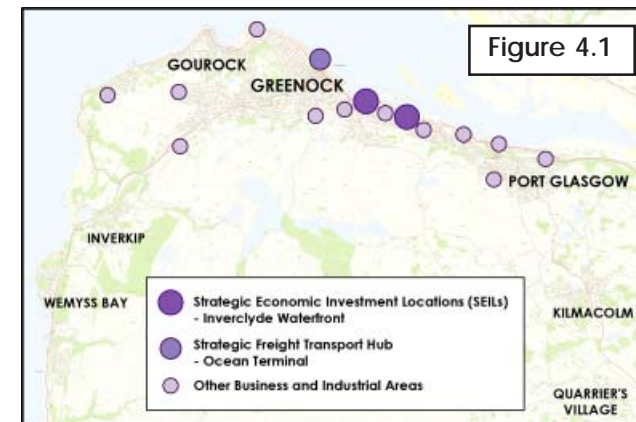 Figure 4.1
GOUROCK
GREENOCK
PORT GLASGOW
INVERKIP
WEMYSS BAY
KILMACOLM
QUARRIER'S
VILLAGE
Strategic Economic Investment Locations (SEILs)
- Inverclyde Waterfront
Strategic Freight Transport Hub
- Ocean Terminal
Other Business and Industrial Areas